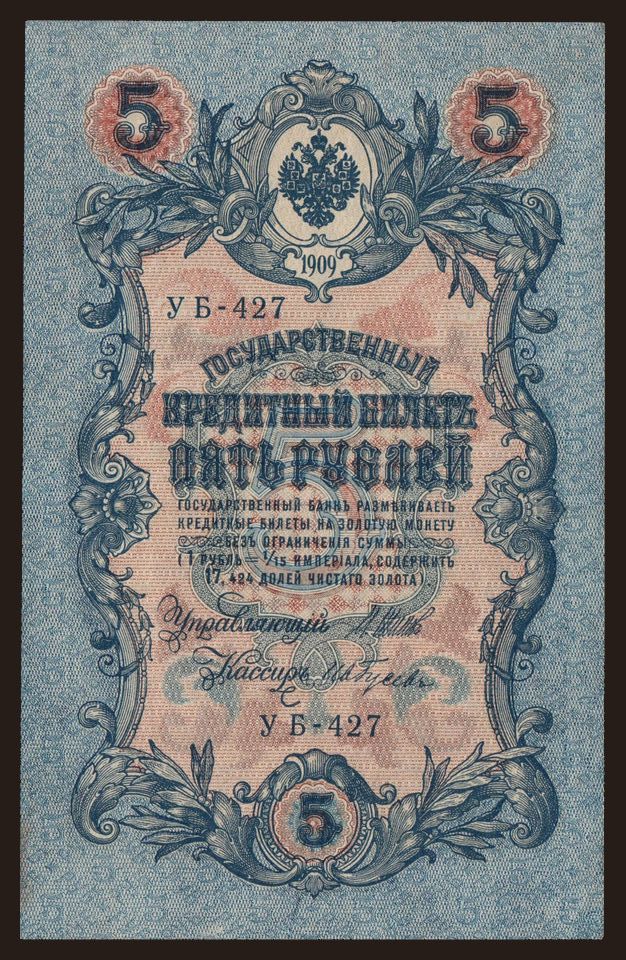 5 5
1909
УБ-427
ГОСУДАРСТВЕННЫЙ
КРЕДИТНЫЙ БИЛЕТЪ
ПЯТЬ РУБЛЕЙ
ГОСУДАРСТВЕННЫЙ БАНКЪ РАЗМѢНИВАЕТЪ
КРЕДИТНЫЕ БИЛЕТЫ НА ЗОЛОТУЮ МОНЕТУ
БЕЗЪ ОГРАНИЧЕНІЯ СУММЫ
(1 РУБЛЬ = 1/15 ИМПЕРІАЛА, СОДЕРЖИТЪ
17,424 ДОЛЕЙ ЧИСТАГО ЗОЛОТА)
Управляющій
Кассиръ
УБ-427
5